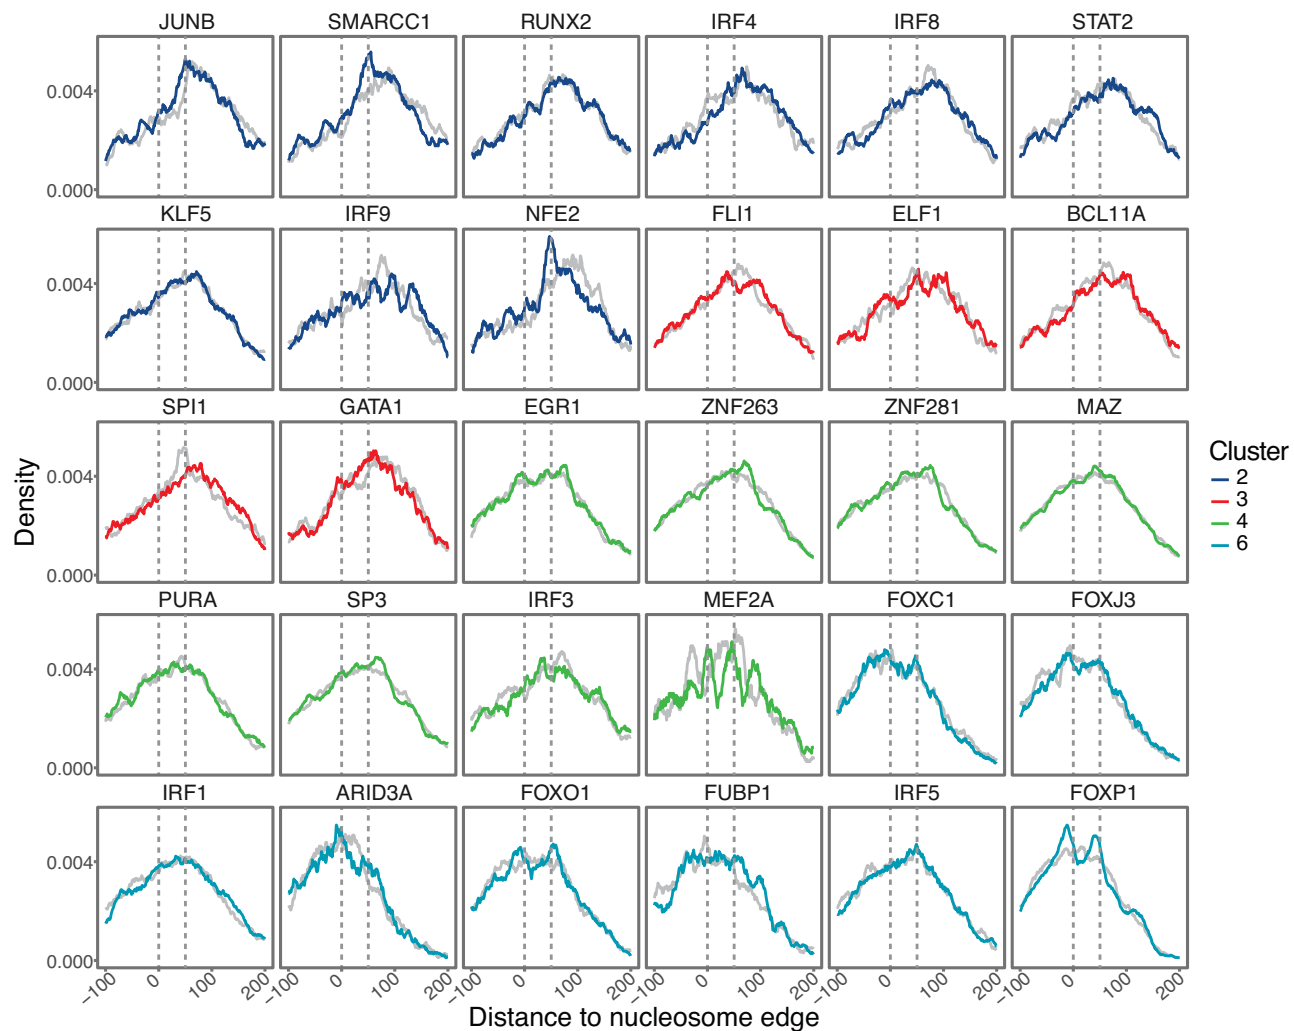 JUNB SMARCC1 RUNX2 IRF4 IRF8 STAT2
0.004
0.000
KLF5 IRF9 NFE2 FLI1 ELF1 BCL11A
0.004
0.000
SPI1 GATA1 EGR1 ZNF263 ZNF281 MAZ
0.004
0.000
Density
Cluster
2
3
4
6
PURA SP3 IRF3 MEF2A FOXC1 FOXJ3
0.004
0.000
IRF1 ARID3A FOXO1 FUBP1 IRF5 FOXP1
0.004
0.000
-100 0 100 200 -100 0 100 200 -100 0 100 200 -100 0 100 200 -100 0 100 200 -100 0 100 200
Distance to nucleosome edge